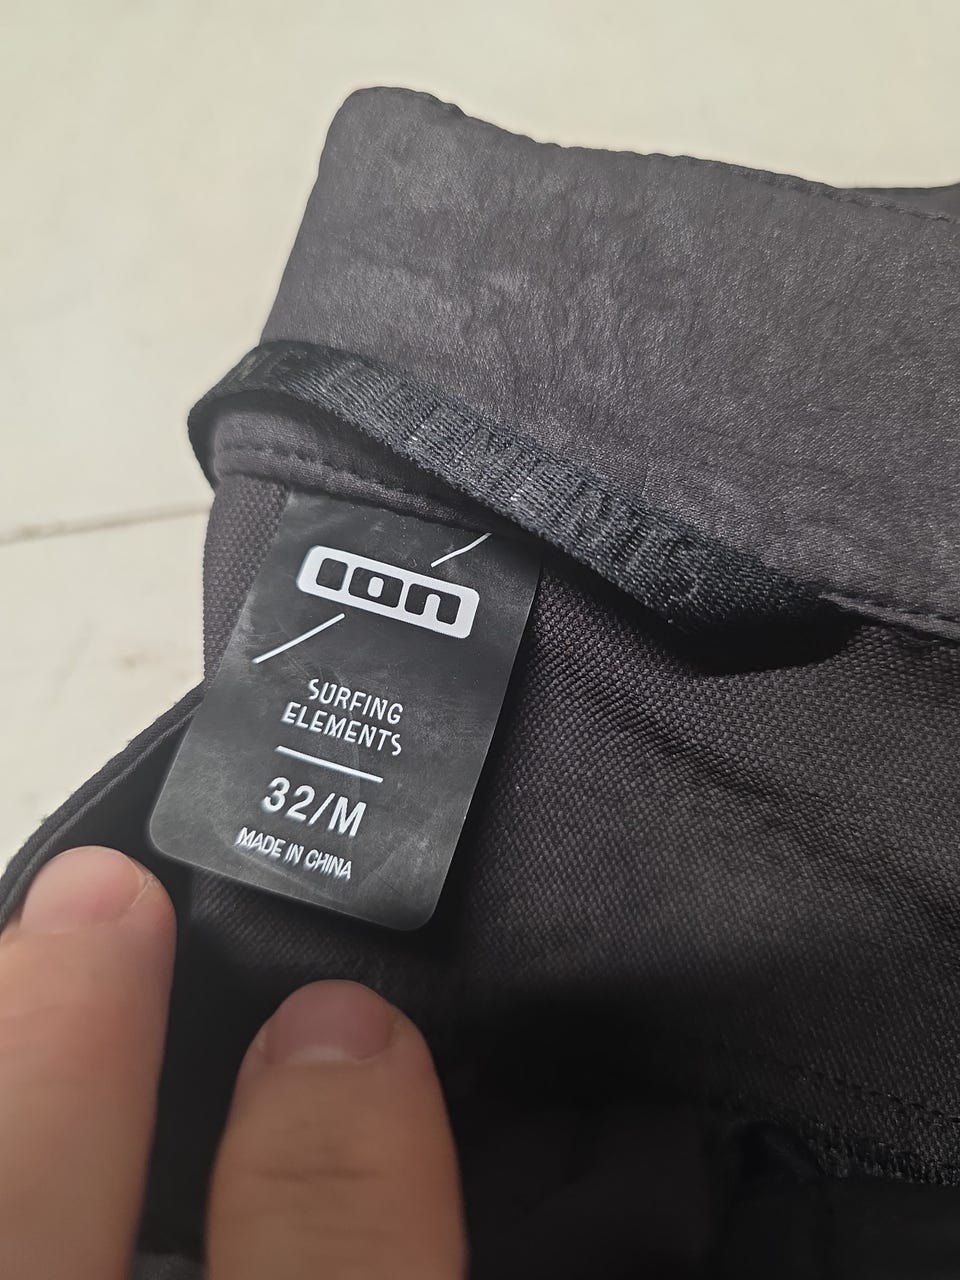 ion
SURFING
ELEMENTS
32/M
MADE IN CHINA